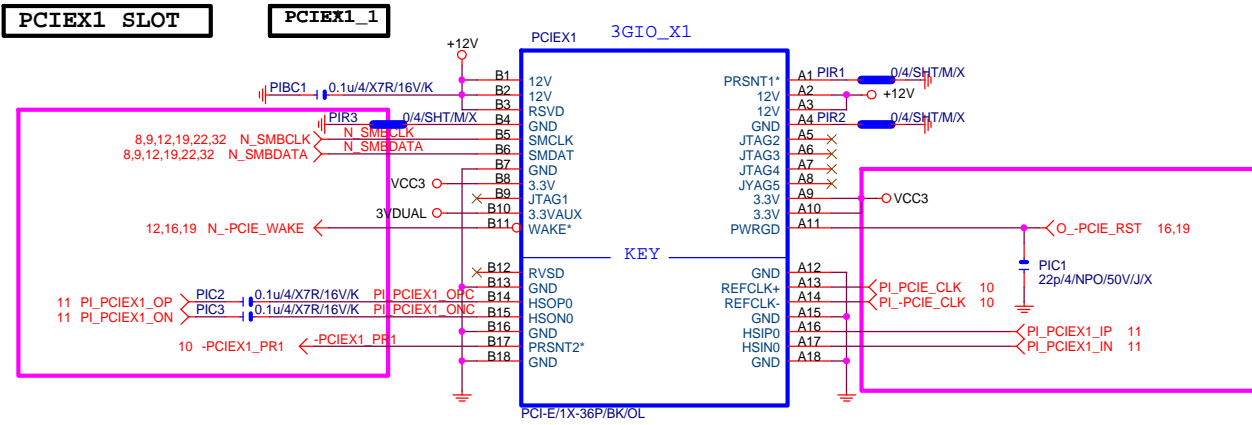 PCIEX1 SLOT
PCIEX1_1
3GIO_X1
PCIEX1
+12V
PIBC1 0.1u/4/X7R/16V/K
B1 12V
B2 12V
B3 RSVD
PIR3 0/4/SHT/M/X
B4 GND
8,9,12,19,22,32 N_SMBCLK N_SMBCLK B5 SMCLK
8,9,12,19,22,32 N_SMBDATA N_SMBDATA B6 SMDAT
B7 GND
VCC3 B8 3.3V
B9 JTAG1
3VDUAL B10 3.3VAUX
12,16,19 N_-PCIE_WAKE B11 WAKE*
KEY
B12 RVSD
B13 GND
11 PI_PCIEX1_OP PIC2 0.1u/4/X7R/16V/K PI_PCIEX1_OPC B14 HSOP0
11 PI_PCIEX1_ON PIC3 0.1u/4/X7R/16V/K PI_PCIEX1_ONC B15 HSON0
B16 GND
10 -PCIEX1_PR1 -PCIEX1_PR1 B17 PRSNT2*
B18 GND
PRSNT1* A1 PIR1 0/4/SHT/M/X
12V A2 +12V
12V A3
GND A4 PIR2 0/4/SHT/M/X
JTAG2 A5
JTAG3 A6
JTAG4 A7
JYAG5 A8
3.3V A9 VCC3
3.3V A10
PWRGD A11 O_-PCIE_RST 16,19
PIC1
22p/4/NPO/50V/J/X
GND A12
REFCLK+ A13 PI_PCIE_CLK 10
REFCLK- A14 PI_-PCIE_CLK 10
GND A15
HSIP0 A16 PI_PCIEX1_IP 11
HSIN0 A17 PI_PCIEX1_IN 11
GND A18
PCI-E/1X-36P/BK/OL